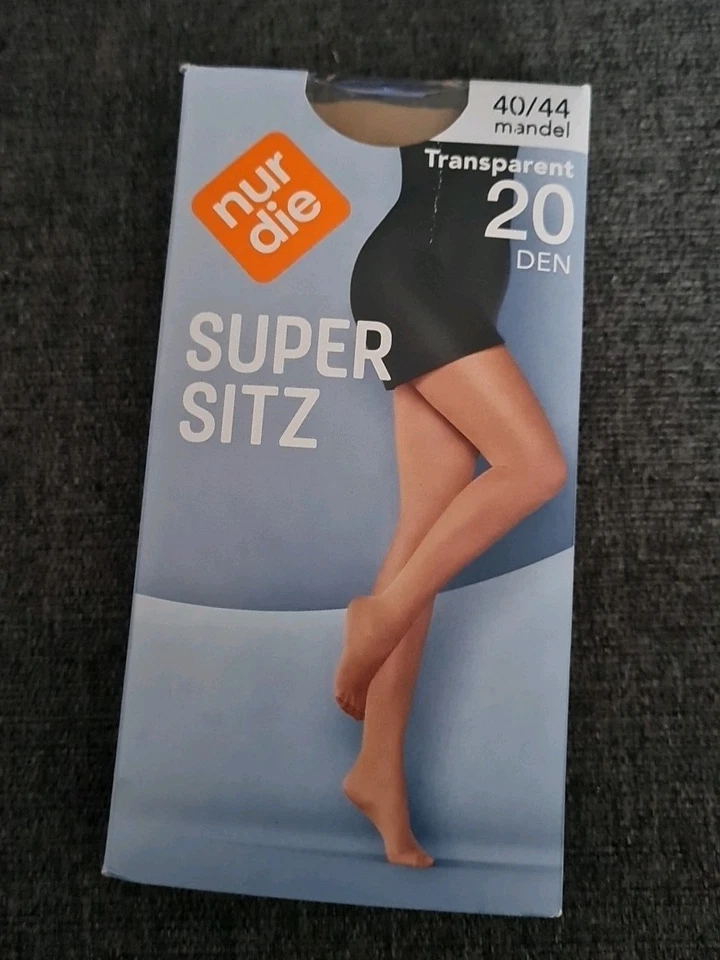 40/44
mandel
Transparent
20
DEN
nur
die
SUPER
SITZ